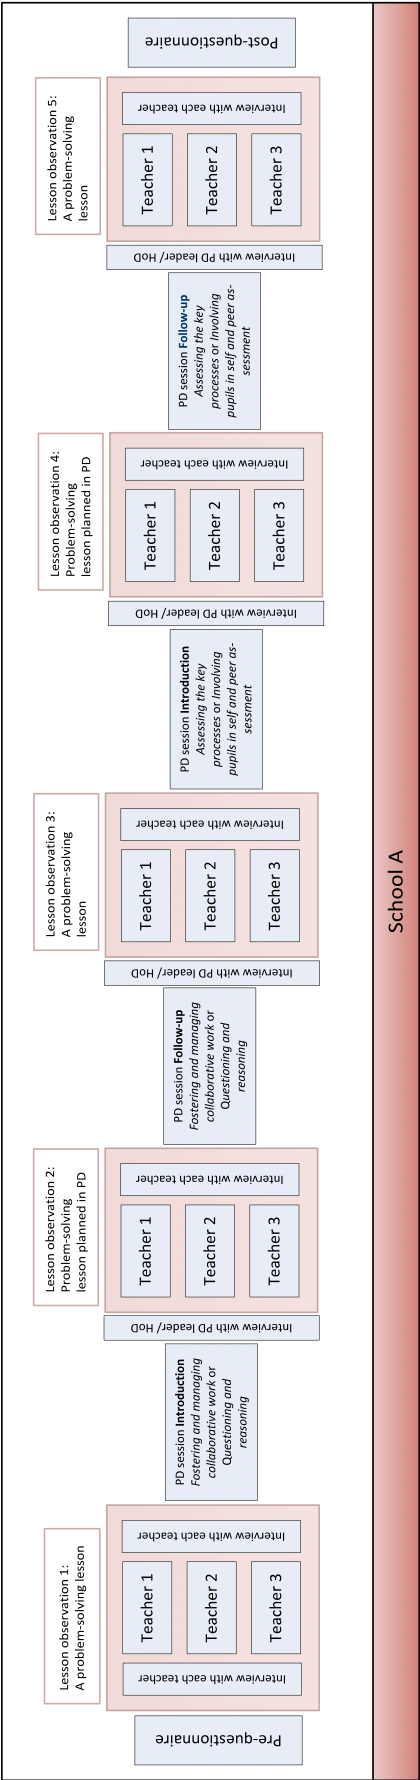 Pre-questionnaire
Lesson observation 1:
A problem-solving lesson
Interview with each teacher
Teacher 1
Teacher 2
Teacher 3
Interview with each teacher
PD session Introduction
Fostering and managing
collaborative work or
Questioning and
reasoning
Interview with PD leader/ HoD
Lesson observation 2:
Problem-solving
lesson planned in PD
Teacher 1
Teacher 2
Teacher 3
Interview with each teacher
PD session Follow-up
Fostering and managing
collaborative work or
Questioning and
reasoning
Interview with PD leader/ HoD
Lesson observation 3:
A problem-solving
lesson
Teacher 1
Teacher 2
Teacher 3
Interview with each teacher
PD session Introduction
Assessing the key
processes or Involving
pupils in self and peer as-
sessment
Interview with PD leader/ HoD
Lesson observation 4:
Problem-solving
lesson planned in PD
Teacher 1
Teacher 2
Teacher 3
Interview with each teacher
PD session Follow-up
Assessing the key
processes or Involving
pupils in self and peer as-
sessment
Interview with PD leader/ HoD
Lesson observation 5:
A problem-solving
lesson
Teacher 1
Teacher 2
Teacher 3
Interview with each teacher
Post-questionnaire
School A